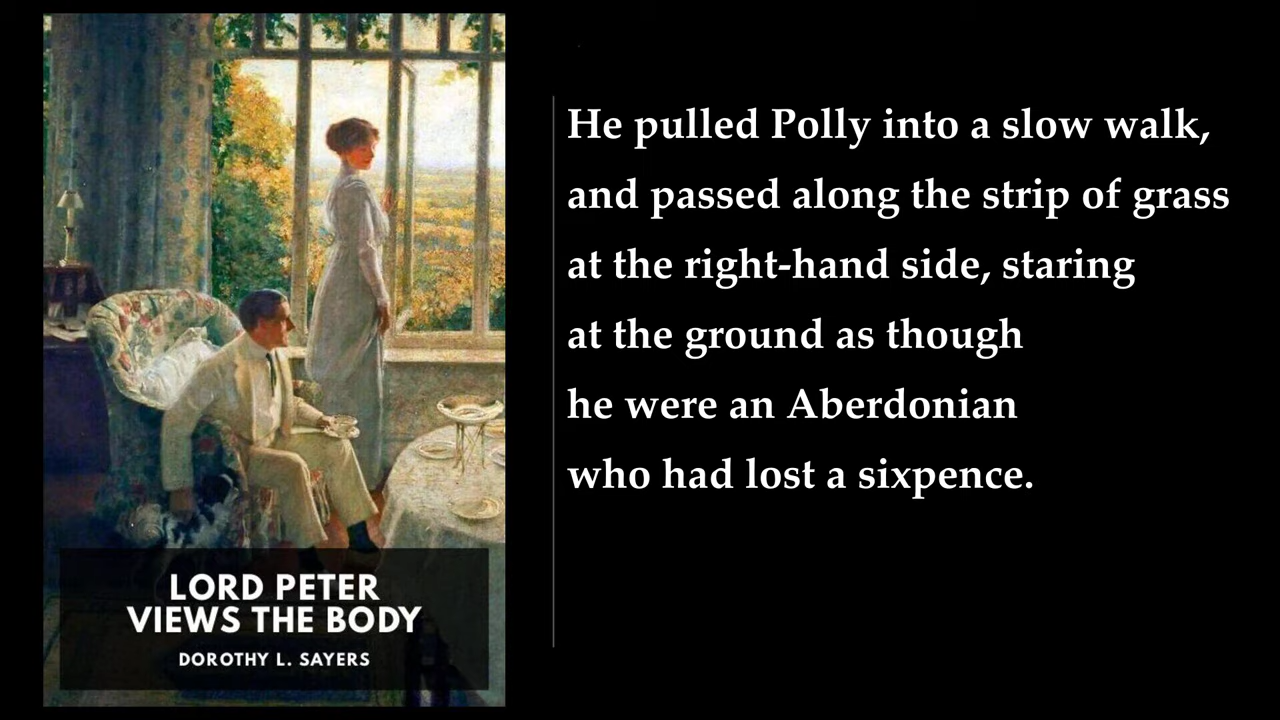 LORD PETER
VIEWS THE BODY
DOROTHY L. SAYERS
He pulled Polly into a slow walk,
and passed along the strip of grass
at the right-hand side, staring
at the ground as though
he were an Aberdonian
who had lost a sixpence.